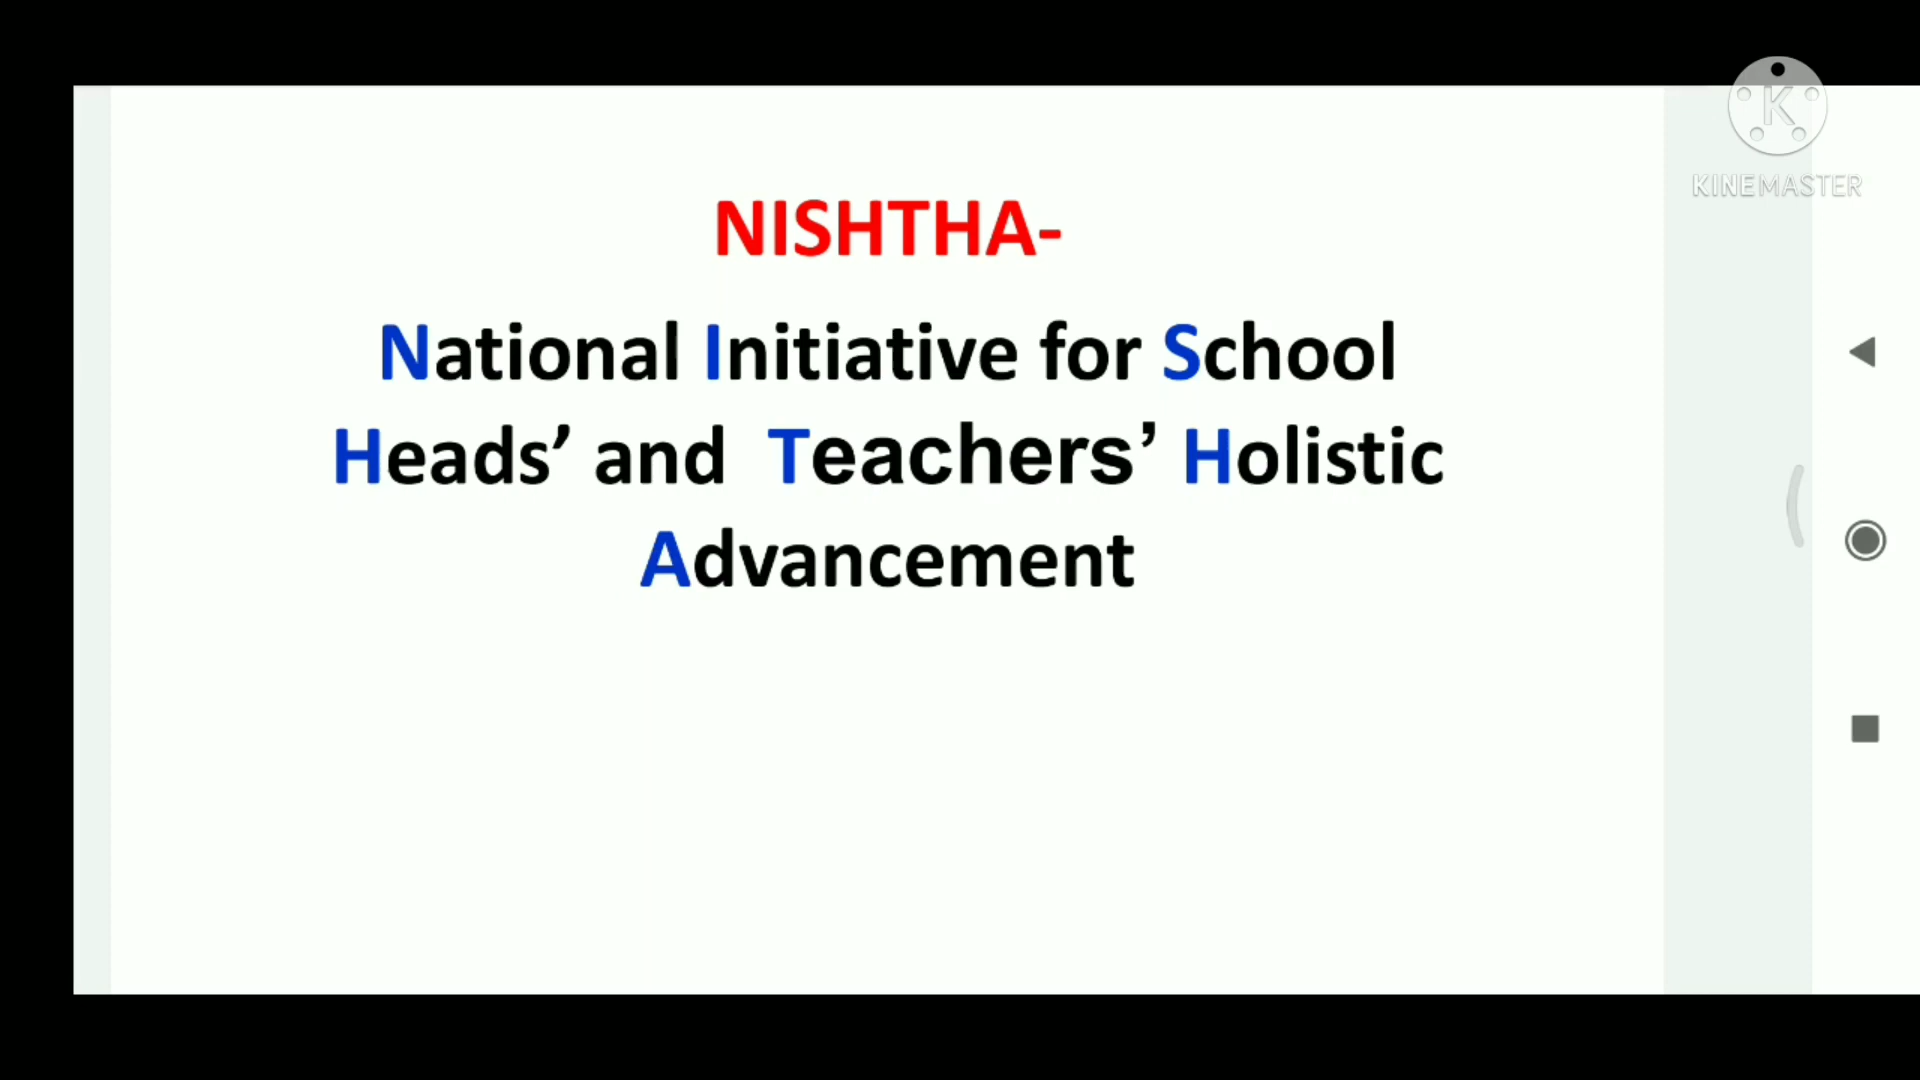 K
KINEMASTER
NISHTHA-
National Initiative for School
Heads’ and Teachers’ Holistic
Advancement